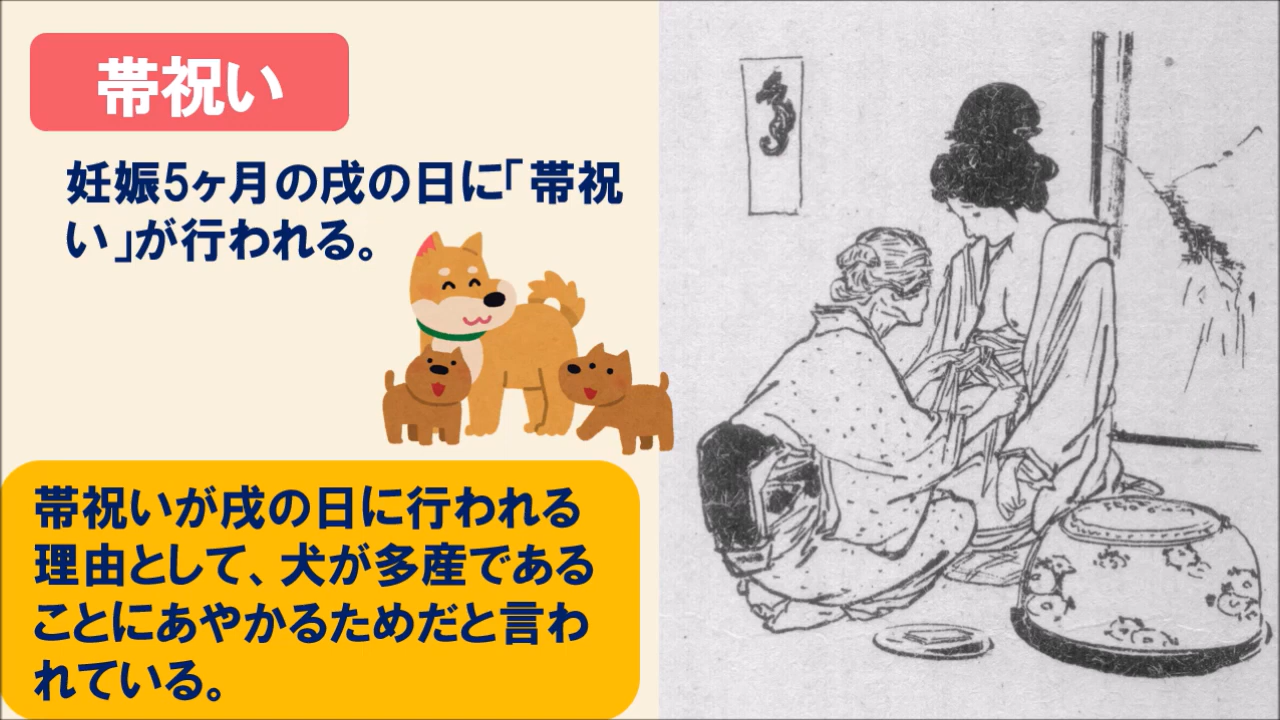 帯祝い
妊娠5ヶ月の戌の日に「帯祝
い」が行われる。
帯祝いが戌の日に行われる
理由として、犬が多産である
ことにあやかるためだと言わ
れている。